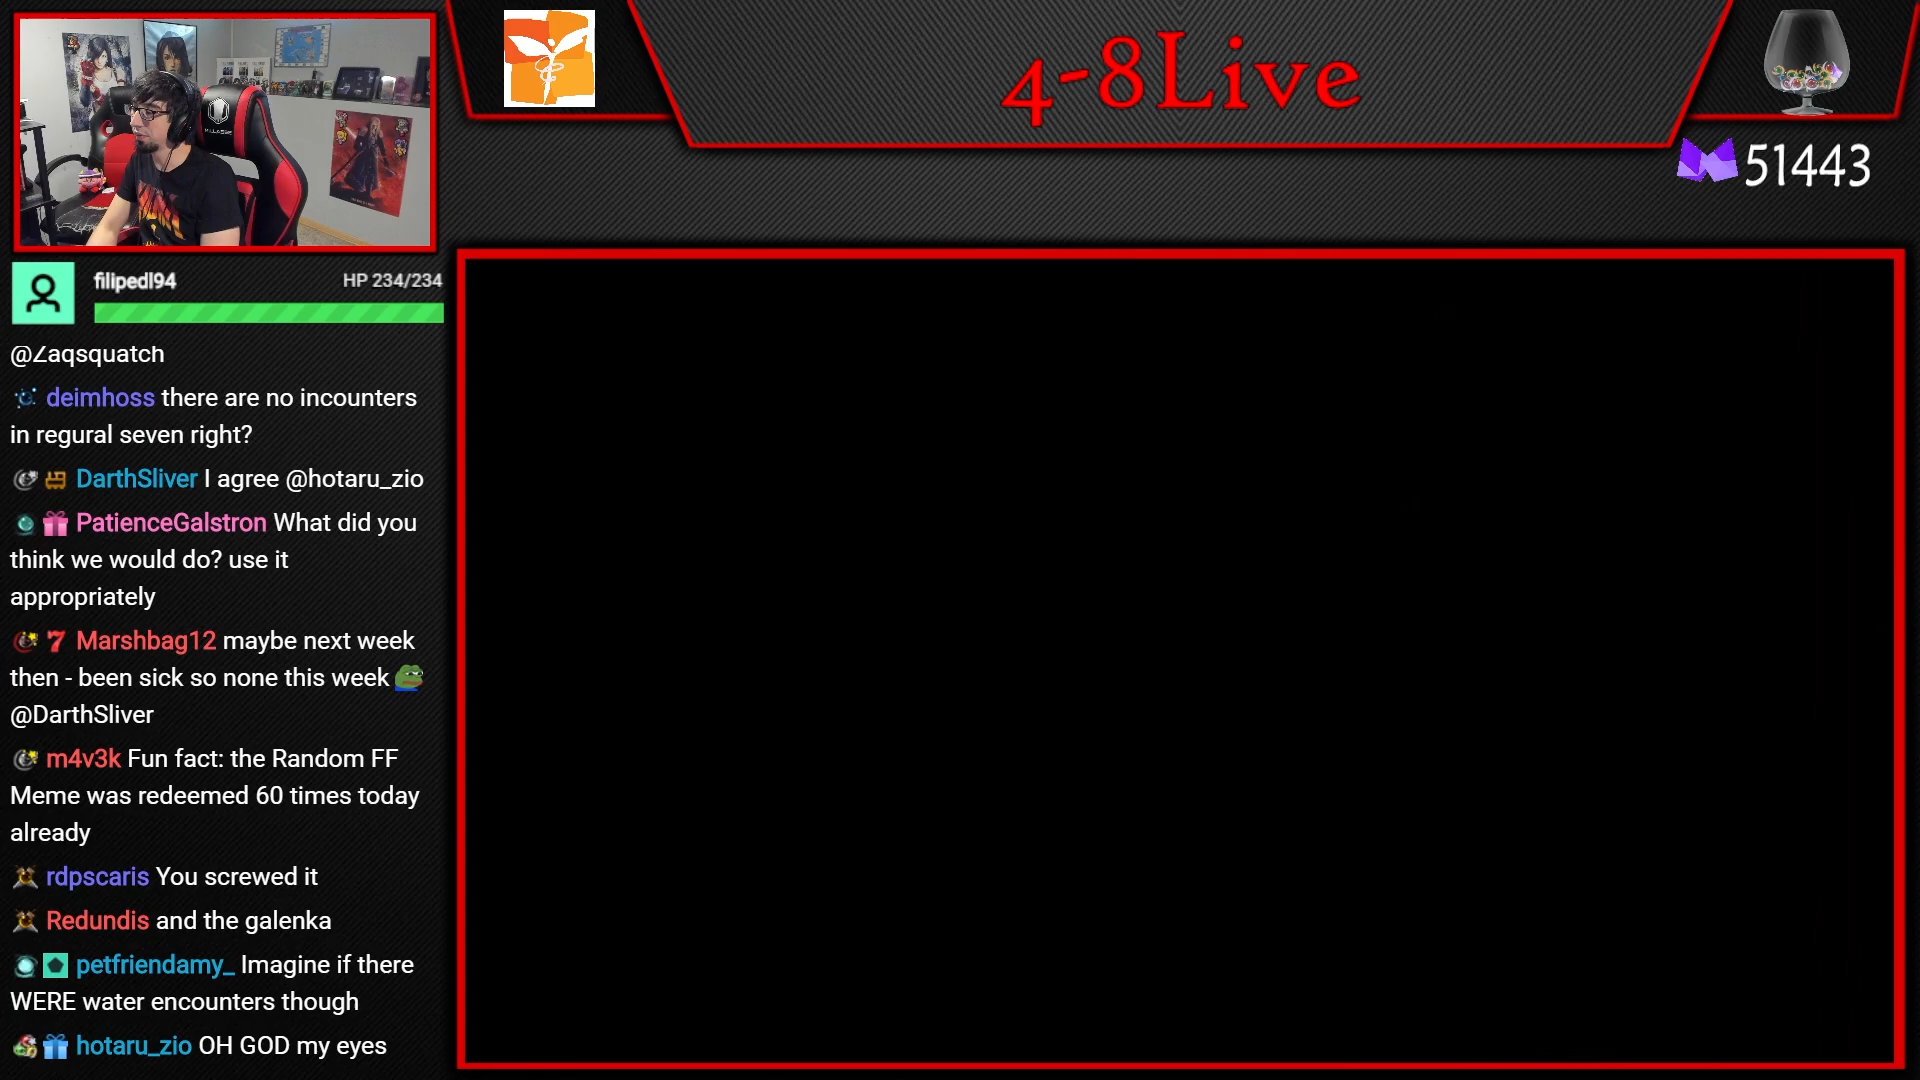 4-8Live
51443
filipedl94
HP 234/234
@Zaqsquatch
deimhoss there are no incounters
in regural seven right?
DarthSliver I agree @hotaru_zio
PatienceGalstron What did you
think we would do? use it
appropriately
7 Marshbag12 maybe next week
then - been sick so none this week
@DarthSliver
m4v3k Fun fact: the Random FF
Meme was redeemed 60 times today
already
rdpscaris You screwed it
Redundis and the galenka
petfriendamy_ Imagine if there
WERE water encounters though
hotaru_zio OH GOD my eyes